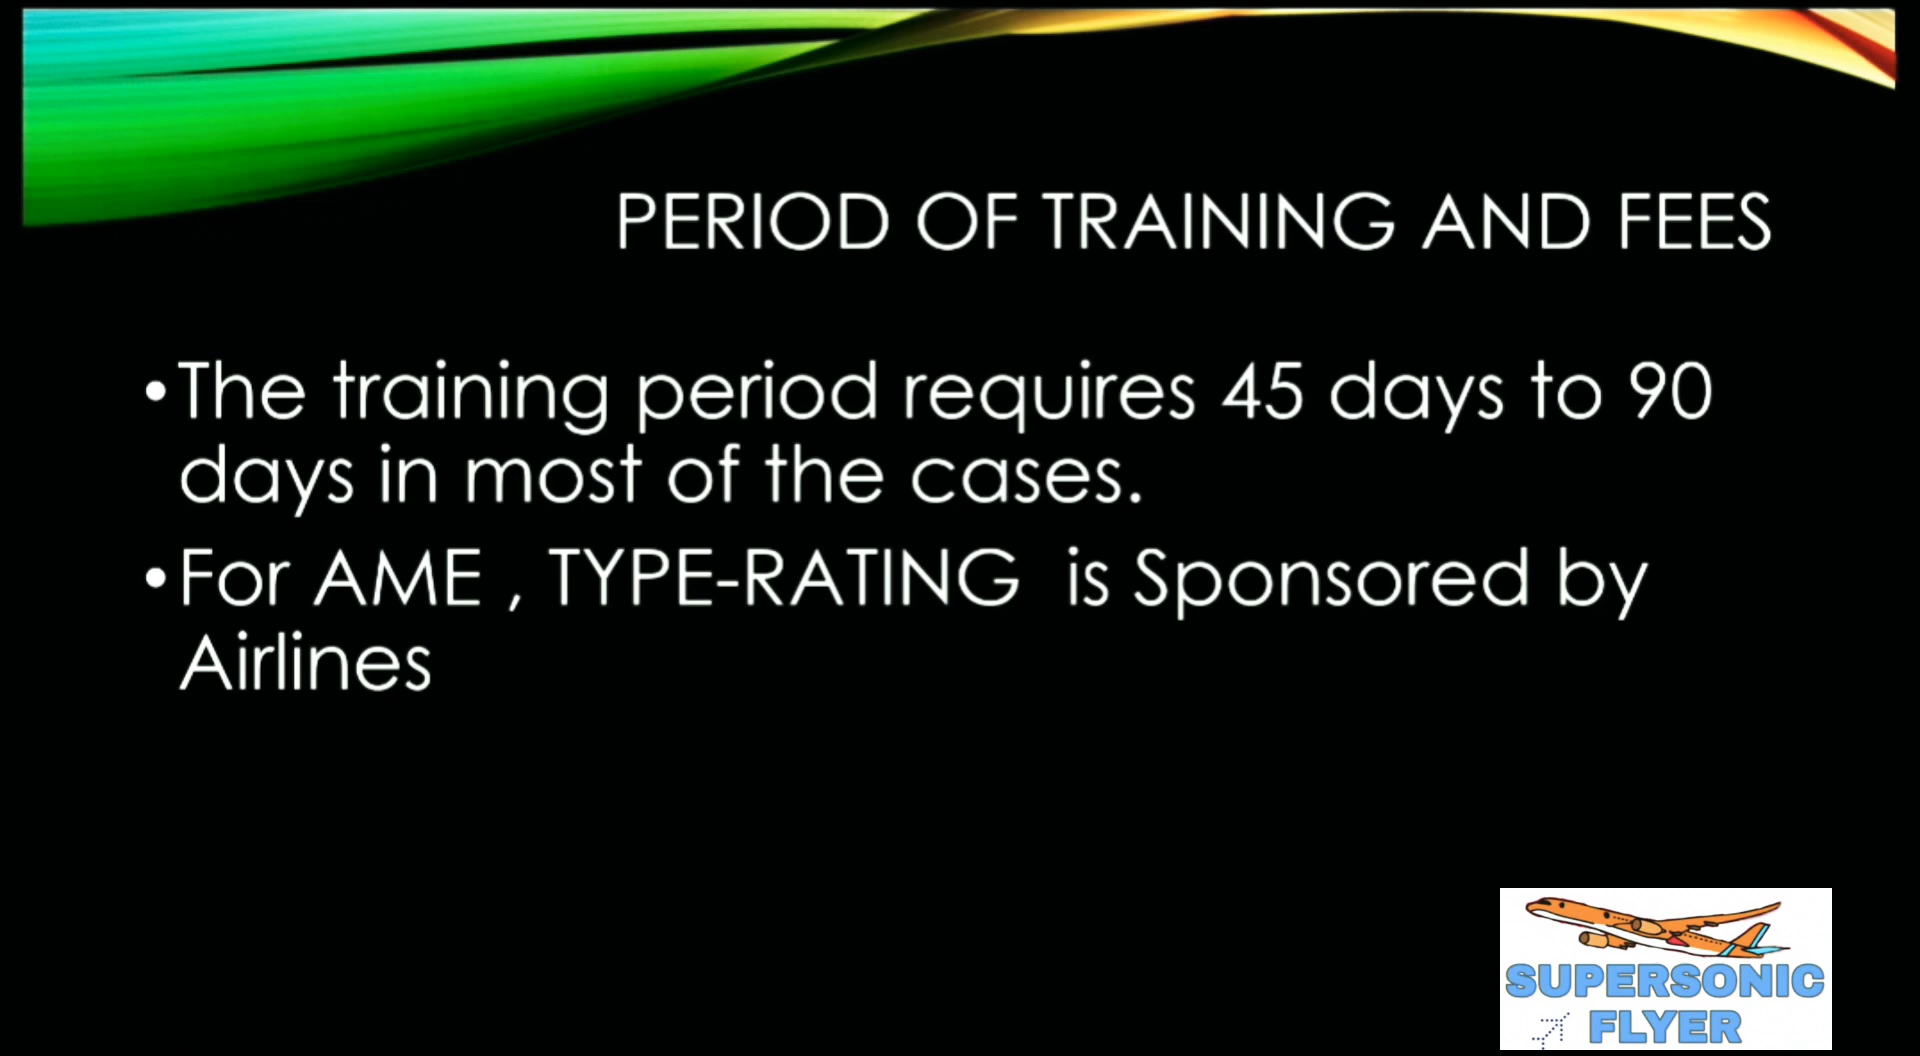 PERIOD OF TRAINING AND FEES
•The training period requires 45 days to 90
days in most of the cases.
•For AME , TYPE-RATING  is Sponsored by
Airlines
SUPERSONIC
FLYER